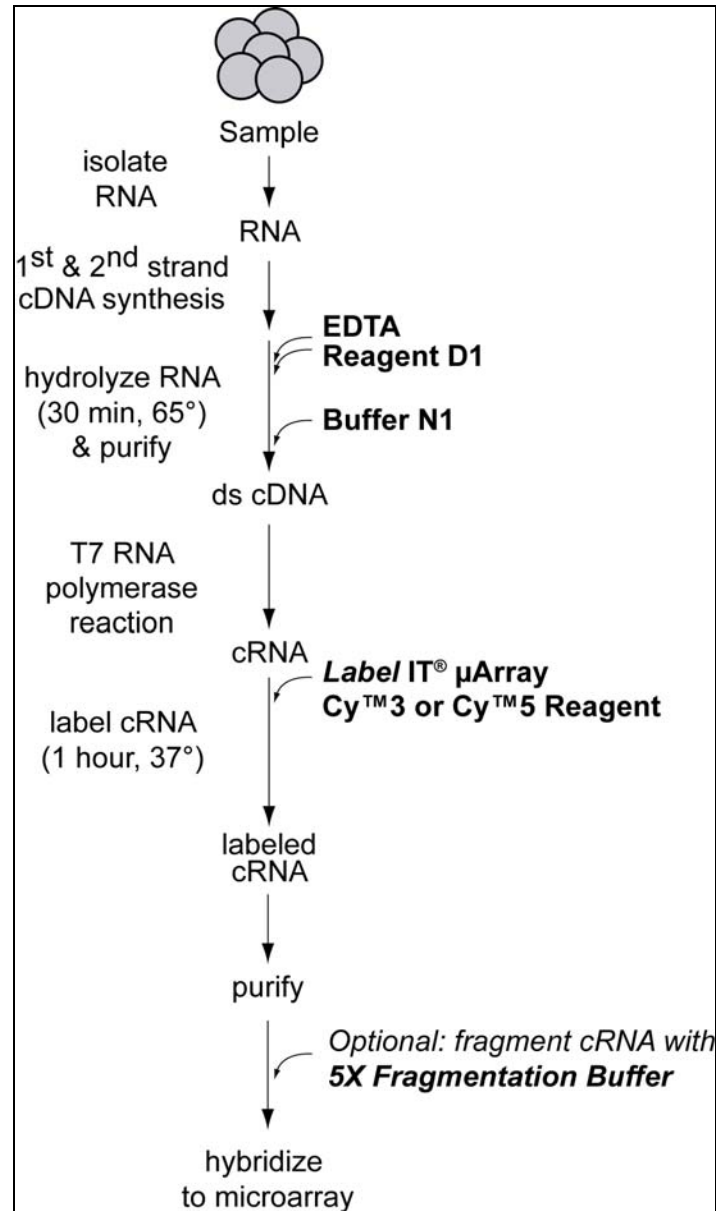 Sample
isolate
RNA
RNA
1st & 2nd strand
cDNA synthesis
EDTA
Reagent D1
hydrolyze RNA
(30 min, 65°)
& purify
Buffer N1
ds cDNA
T7 RNA
polymerase
reaction
cRNA
Label IT® µArray
Cy™3 or Cy™5 Reagent
label cRNA
(1 hour, 37°)
labeled
cRNA
purify
Optional: fragment cRNA with
5X Fragmentation Buffer
hybridize
to microarray